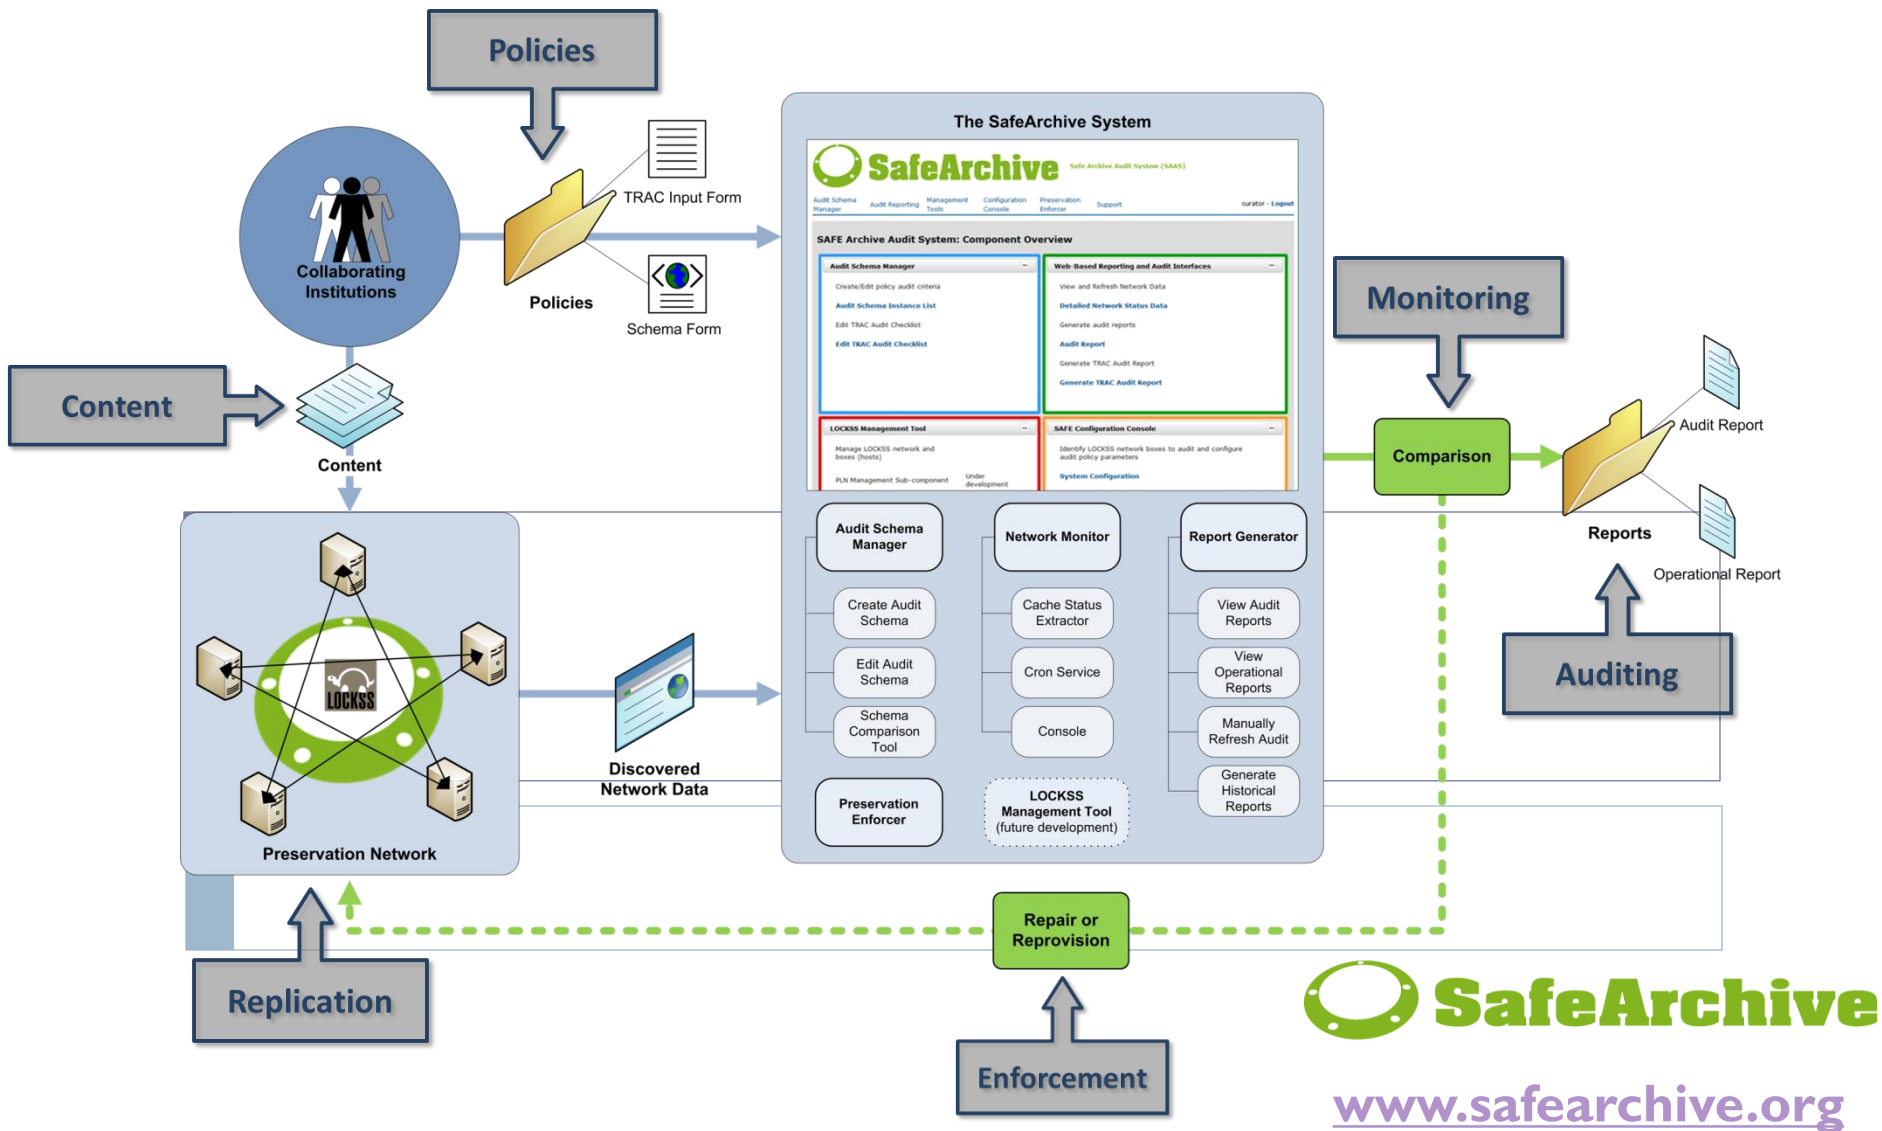 Policies
TRAC Input Form
Policies
Schema Form
Collaborating
Institutions
Content
Content
The SafeArchive System
SafeArchive
Safe Archive Audit System (SAAS)
Audit Schema
Manager
Audit Reporting
Management
Tools
Configuration
Console
Preservation
Enforcer
Support
curator - Logout
SAFE Archive Audit System: Component Overview
Audit Schema Manager
Create/Edit policy audit criteria
Audit Schema Instance List
Edit TRAC Audit Checklist
Edit TRAC Audit Checklist
Web-Based Reporting and Audit Interfaces
View and Refresh Network Data
Detailed Network Status Data
Generate audit reports
Audit Report
Generate TRAC Audit Report
Generate TRAC Audit Report
LOCKSS Management Tool
Manage LOCKSS network and
boxes (hosts)
PLN Management Sub-component
Under
development
SAFE Configuration Console
Identify LOCKSS network boxes to audit and configure
audit policy parameters
System Configuration
Audit Schema
Manager
Create Audit
Schema
Edit Audit
Schema
Schema
Comparison
Tool
Network Monitor
Cache Status
Extractor
Cron Service
Console
Report Generator
View Audit
Reports
View
Operational
Reports
Manually
Refresh Audit
Generate
Historical
Reports
Preservation
Enforcer
LOCKSS
Management Tool
(future development)
Monitoring
Comparison
Audit Report
Reports
Operational Report
Auditing
LOCKSS
Preservation Network
Discovered
Network Data
Replication
Repair or
Reprovision
Enforcement
SafeArchive
www.safearchive.org